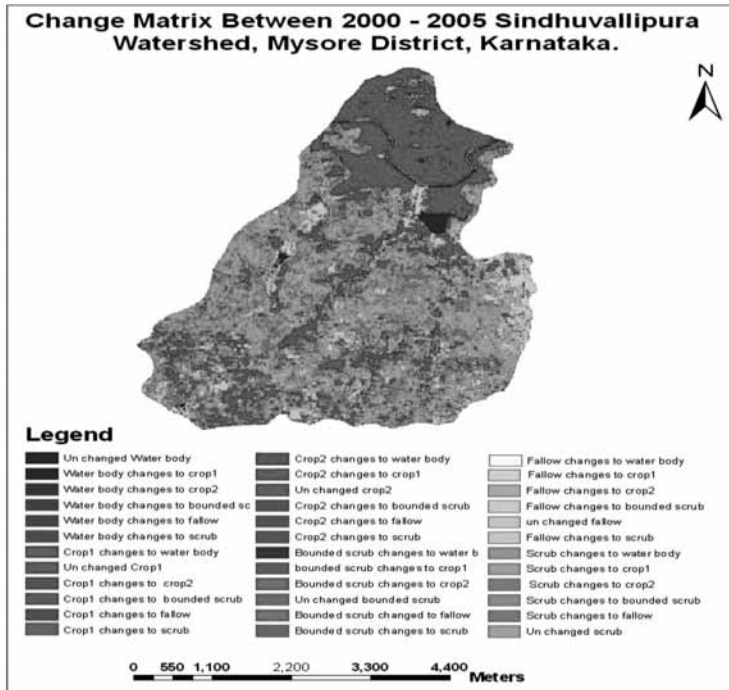 Change Matrix Between 2000 - 2005 Sindhuvallipura
Watershed, Mysore District, Karnataka.
N
Legend
Un changed Water body
Water body changes to crop1
Water body changes to crop2
Water body changes to bounded sc
Water body changes to fallow
Water body changes to scrub
Crop1 changes to water body
Un changed Crop1
Crop1 changes to crop2
Crop1 changes to bounded scrub
Crop1 changes to fallow
Crop1 changes to scrub
Crop2 changes to water body
Crop2 changes to crop1
Un changed crop2
Crop2 changes to bounded scrub
Crop2 changes to fallow
Crop2 changes to scrub
Bounded scrub changes to water b
bounded scrub changes to crop1
Bounded scrub changes to crop2
Un changed bounded scrub
Bounded scrub changed to fallow
Bounded scrub changes to scrub
Fallow changes to water body
Fallow changes to crop1
Fallow changes to crop2
Fallow changes to bounded scrub
un changed fallow
Fallow changes to scrub
Scrub changes to water body
Scrub changes to crop1
Scrub changes to crop2
Scrub changes to bounded scrub
Scrub changes to fallow
Un changed scrub
0 550 1,100 2,200 3,300 4,400
Meters